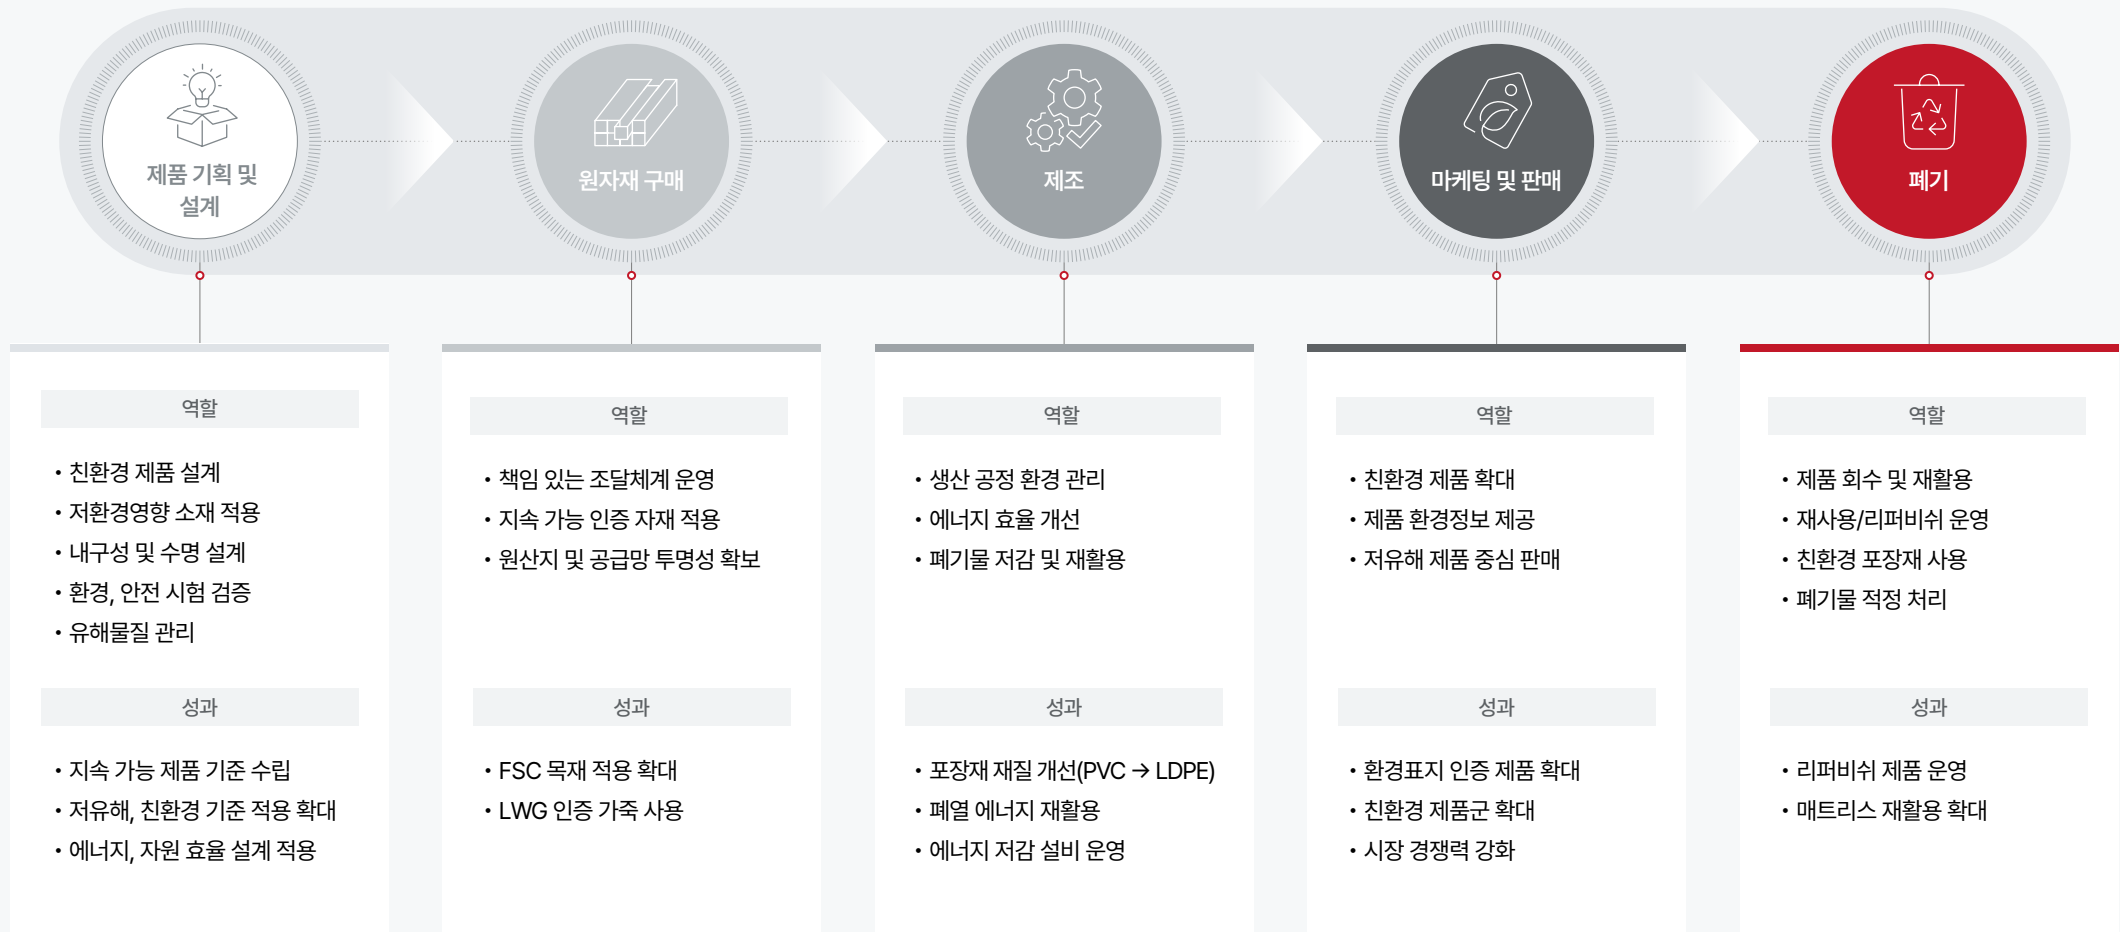 제품 기획 및
설계
원자재 구매
제조
마케팅 및 판매
폐기
역할
• 친환경 제품 설계
• 저환경영향 소재 적용
• 내구성 및 수명 설계
• 환경, 안전 시험 검증
• 유해물질 관리
성과
• 지속 가능 제품 기준 수립
• 저유해, 친환경 기준 적용 확대
• 에너지, 자원 효율 설계 적용
역할
• 책임 있는 조달체계 운영
• 지속 가능 인증 자재 적용
• 원산지 및 공급망 투명성 확보
성과
• FSC 목재 적용 확대
• LWG 인증 가죽 사용
역할
• 생산 공정 환경 관리
• 에너지 효율 개선
• 폐기물 저감 및 재활용
성과
• 포장재 재질 개선(PVC → LDPE)
• 폐열 에너지 재활용
• 에너지 저감 설비 운영
역할
• 친환경 제품 확대
• 제품 환경정보 제공
• 저유해 제품 중심 판매
성과
• 환경표지 인증 제품 확대
• 친환경 제품군 확대
• 시장 경쟁력 강화
역할
• 제품 회수 및 재활용
• 재사용/리퍼비쉬 운영
• 친환경 포장재 사용
• 폐기물 적정 처리
성과
• 리퍼비쉬 제품 운영
• 매트리스 재활용 확대